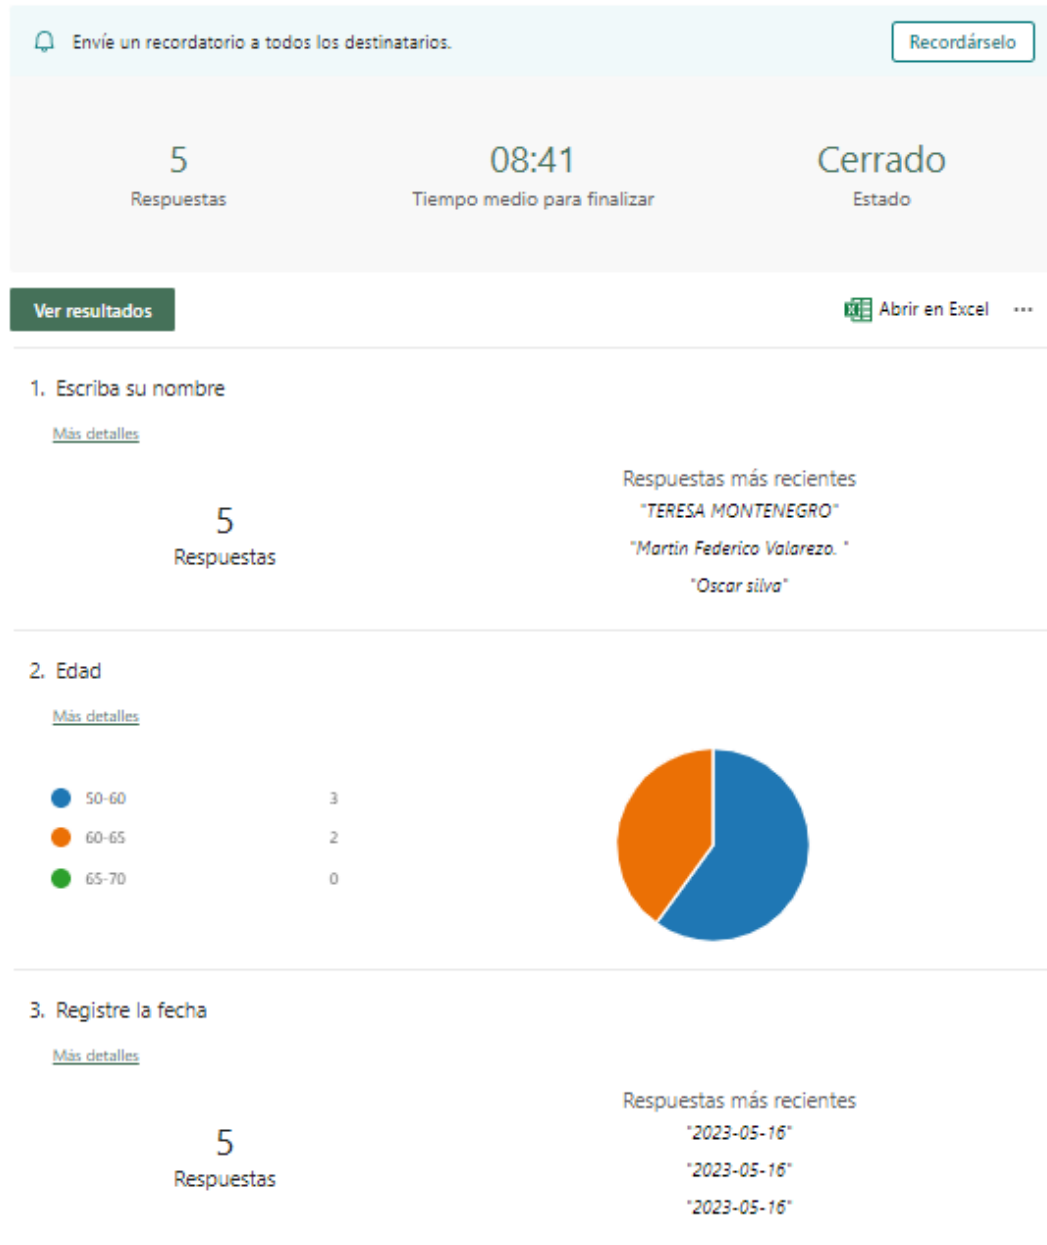 Envíe un recordatorio a todos los destinatarios.
Recordárselo
5
Respuestas
08:41
Tiempo medio para finalizar
Cerrado
Estado
Ver resultados
Abrir en Excel
1. Escriba su nombre
Más detalles
5
Respuestas
Respuestas más recientes
"TERESA MONTENEGRO"
"Martin Federico Valarezo. "
"Oscar silva"
2. Edad
Más detalles
50-60 3
60-65 2
65-70 0
3. Registre la fecha
Más detalles
5
Respuestas
Respuestas más recientes
"2023-05-16"
"2023-05-16"
"2023-05-16"